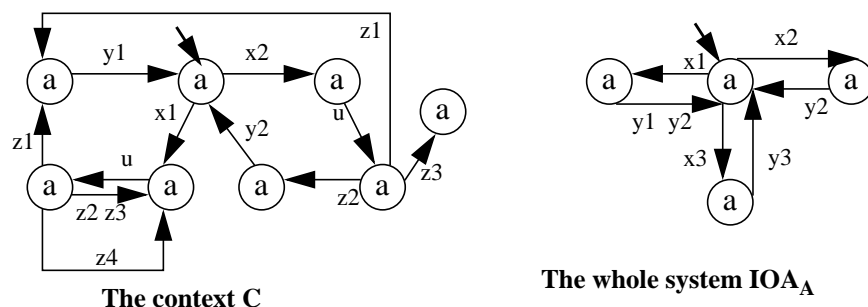 z1
y1 x2 x1 x2
a a a a a a
x1 u a y2
y1 y2
z1 u y2 x3 y3
a a a a z2 z3 a
z2 z3
z4
The context C The whole system IOA_A